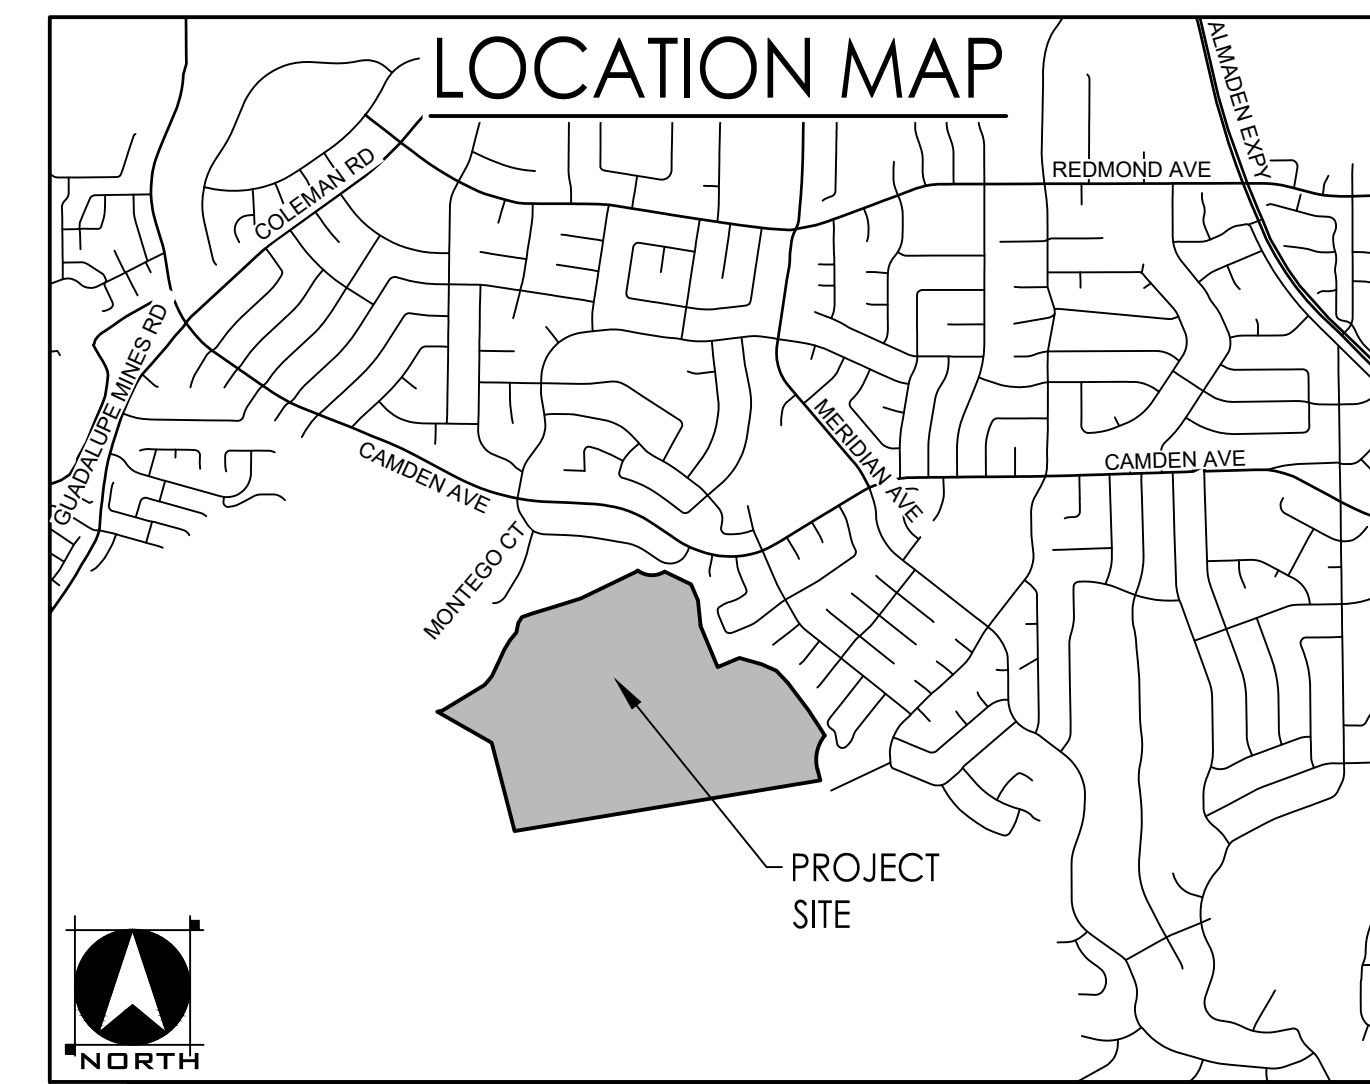 LOCATION MAP
ALMADEN EXPY
REDMOND AVE
COLEMAN RD
GUADALUPE MINES RD
MERIDIAN AVE
CAMDEN AVE
CAMDEN AVE
MONTEGO CT
PROJECT
SITE
NORTH